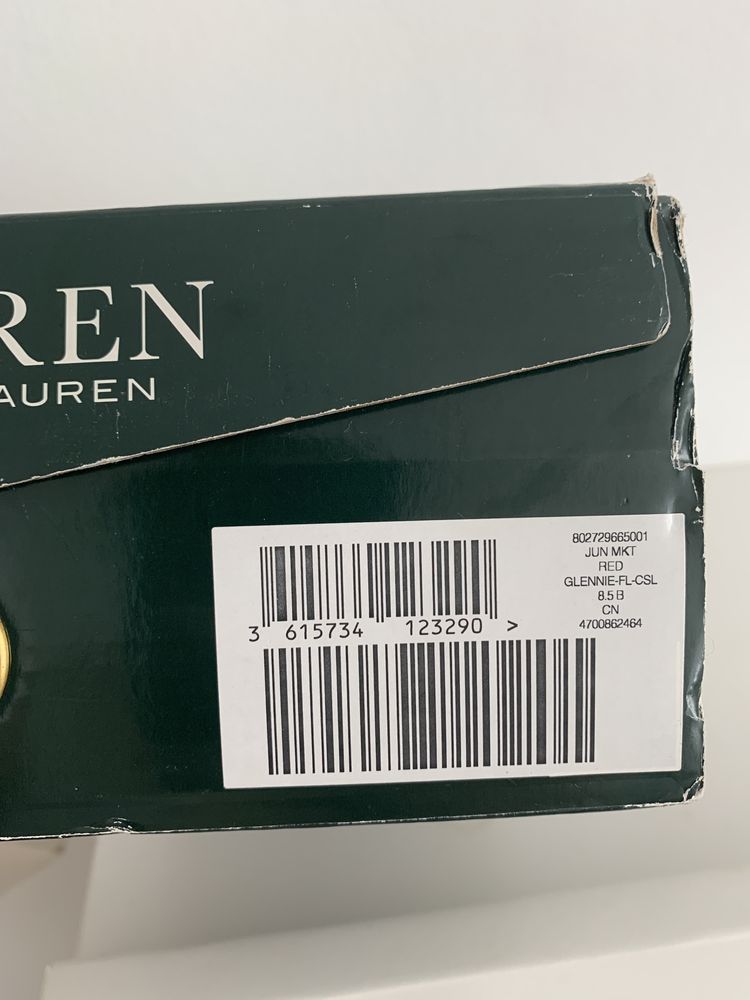 REN
AUREN
802729665001
JUN MKT
RED
GLENNIE-FL-CSL
8.5 B
CN
4700862464
3 615734 123290 >